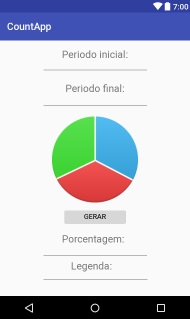 7:00
CountApp
Periodo inicial:
Periodo final:
GERAR
Porcentagem:
Legenda: